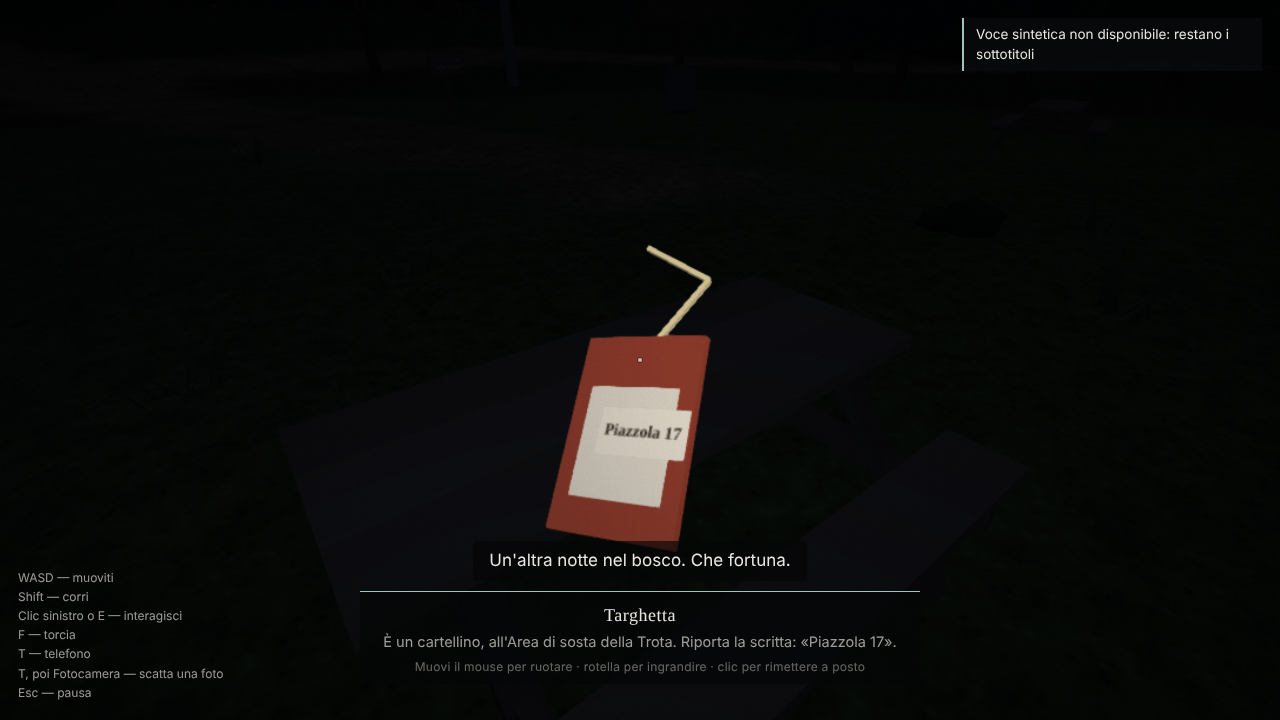 Voce sintetica non disponibile: restano i
sottotitoli
Piazzola 17
Un'altra notte nel bosco. Che fortuna.
Targhetta
È un cartellino, all'Area di sosta della Trota. Riporta la scritta: «Piazzola 17».
Muovi il mouse per ruotare · rotella per ingrandire · clic per rimettere a posto
WASD — muoviti
Shift — corri
Clic sinistro o E — interagisci
F — torcia
T — telefono
T, poi Fotocamera — scatta una foto
Esc — pausa